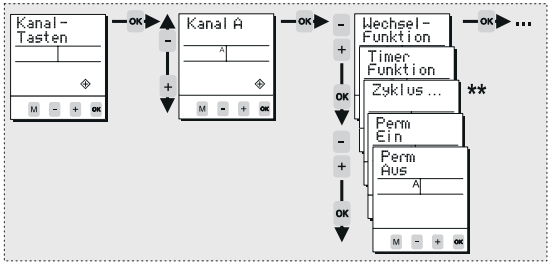 Kanal-
Tasten
M - + OK
OK
-
+
Kanal A
A
M - + OK
OK
-
+
OK
-
+
OK
Wechsel-
Funktion
Timer
Funktion
Zyklus ...
**
Perm
Ein
Perm
Aus
A
M - + OK
OK
...